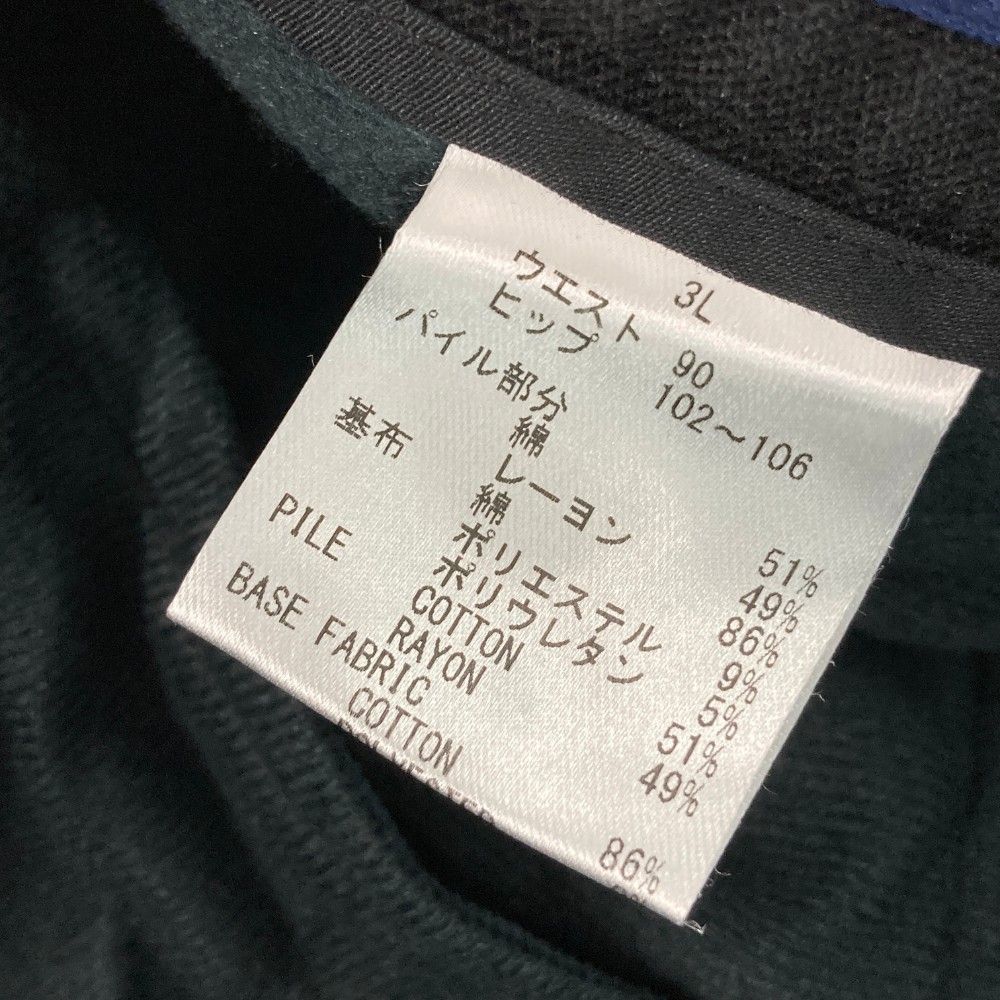 3L
ウエスト 90
ヒップ 102～106
パイル部分
綿 51%
レーヨン 49%
基布
綿 86%
ポリエステル 9%
ポリウレタン 5%
PILE
COTTON 51%
RAYON 49%
BASE FABRIC
COTTON 86%